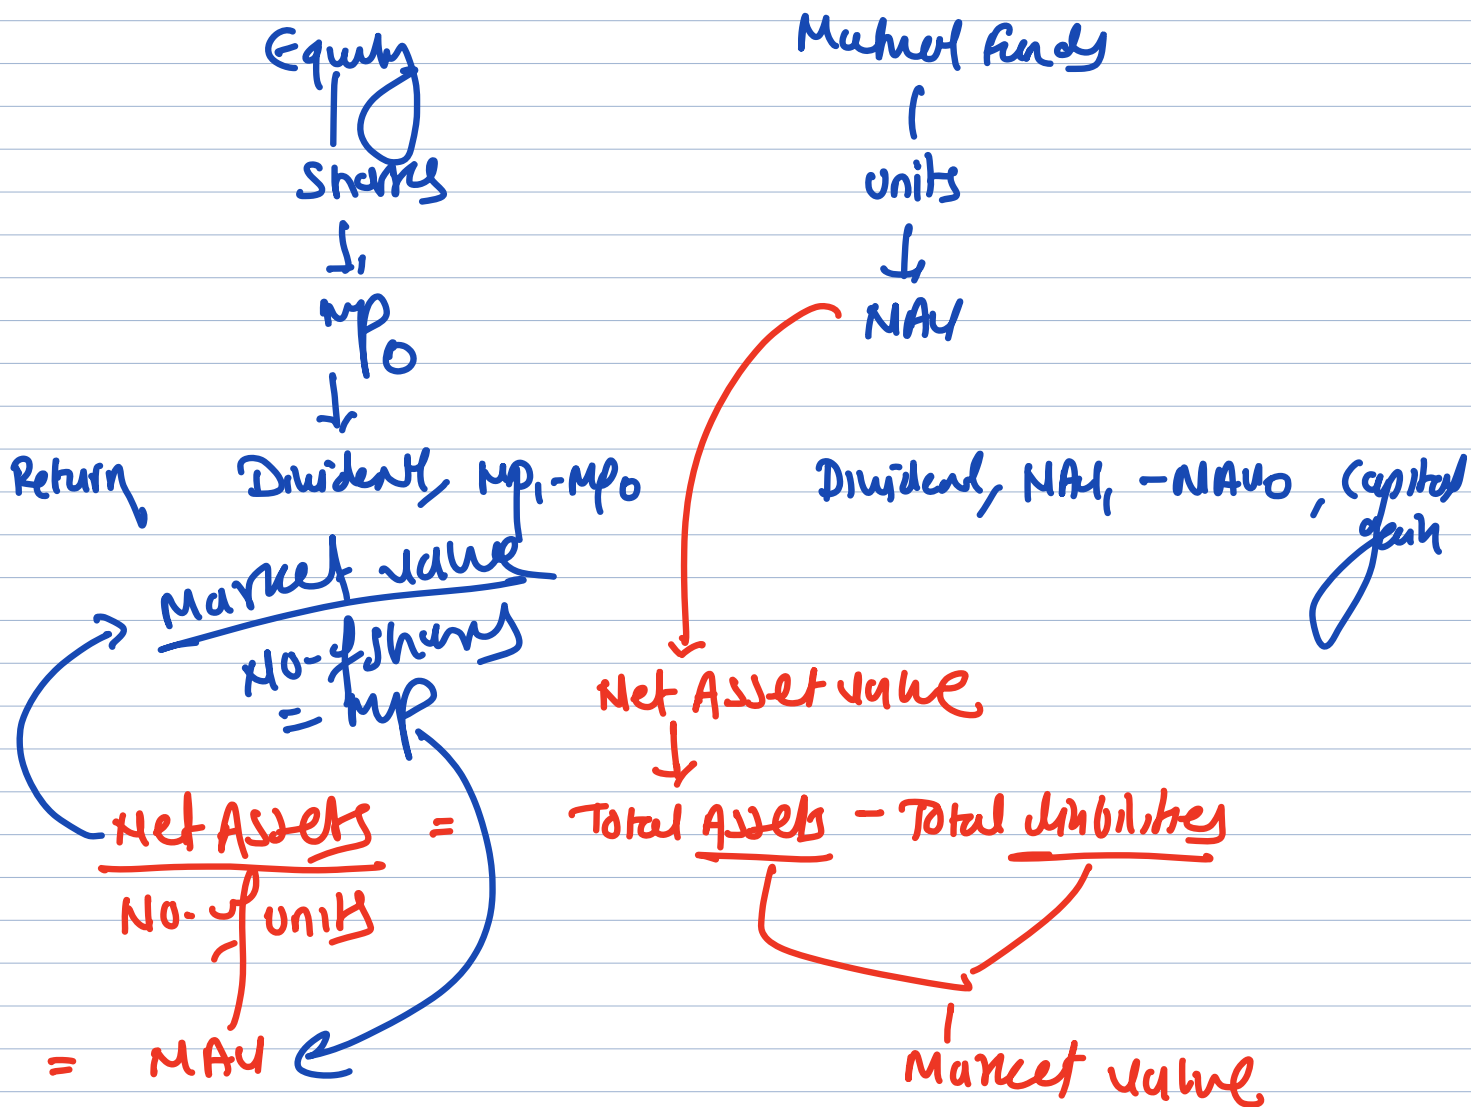 Equity
Mutual Funds
Shares
units
MP0
NAV
Return
Dividend, MP1-MP0
Dividend, NAV1-NAV0, Capital
gain
Market value
No. of shares
= MP
Net Asset value
Net Assets = Total Assets - Total Liabilities
No. of units
= NAV
Market value